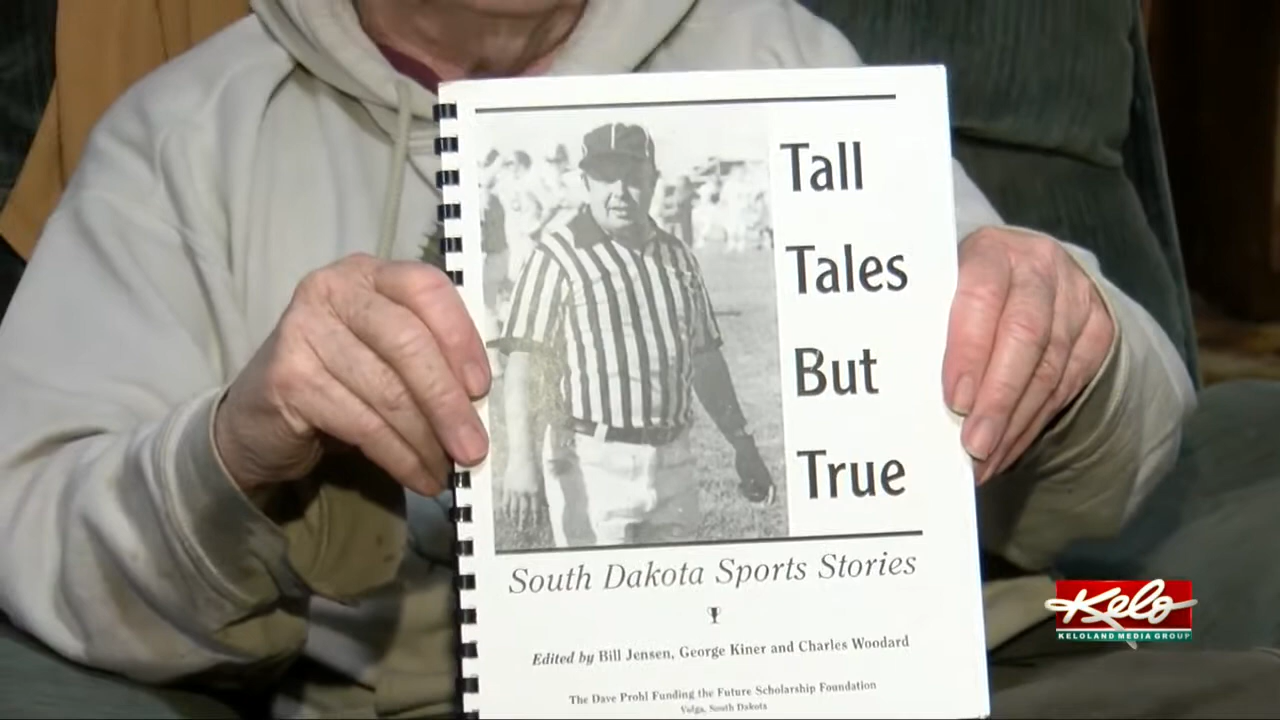 Tall
Tales
But
True
South Dakota Sports Stories
Edited by Bill Jensen, George Kiner and Charles Woodard
The Dave Prohl Funding the Future Scholarship Foundation
Volga, South Dakota
Kelo
KELOLAND MEDIA GROUP